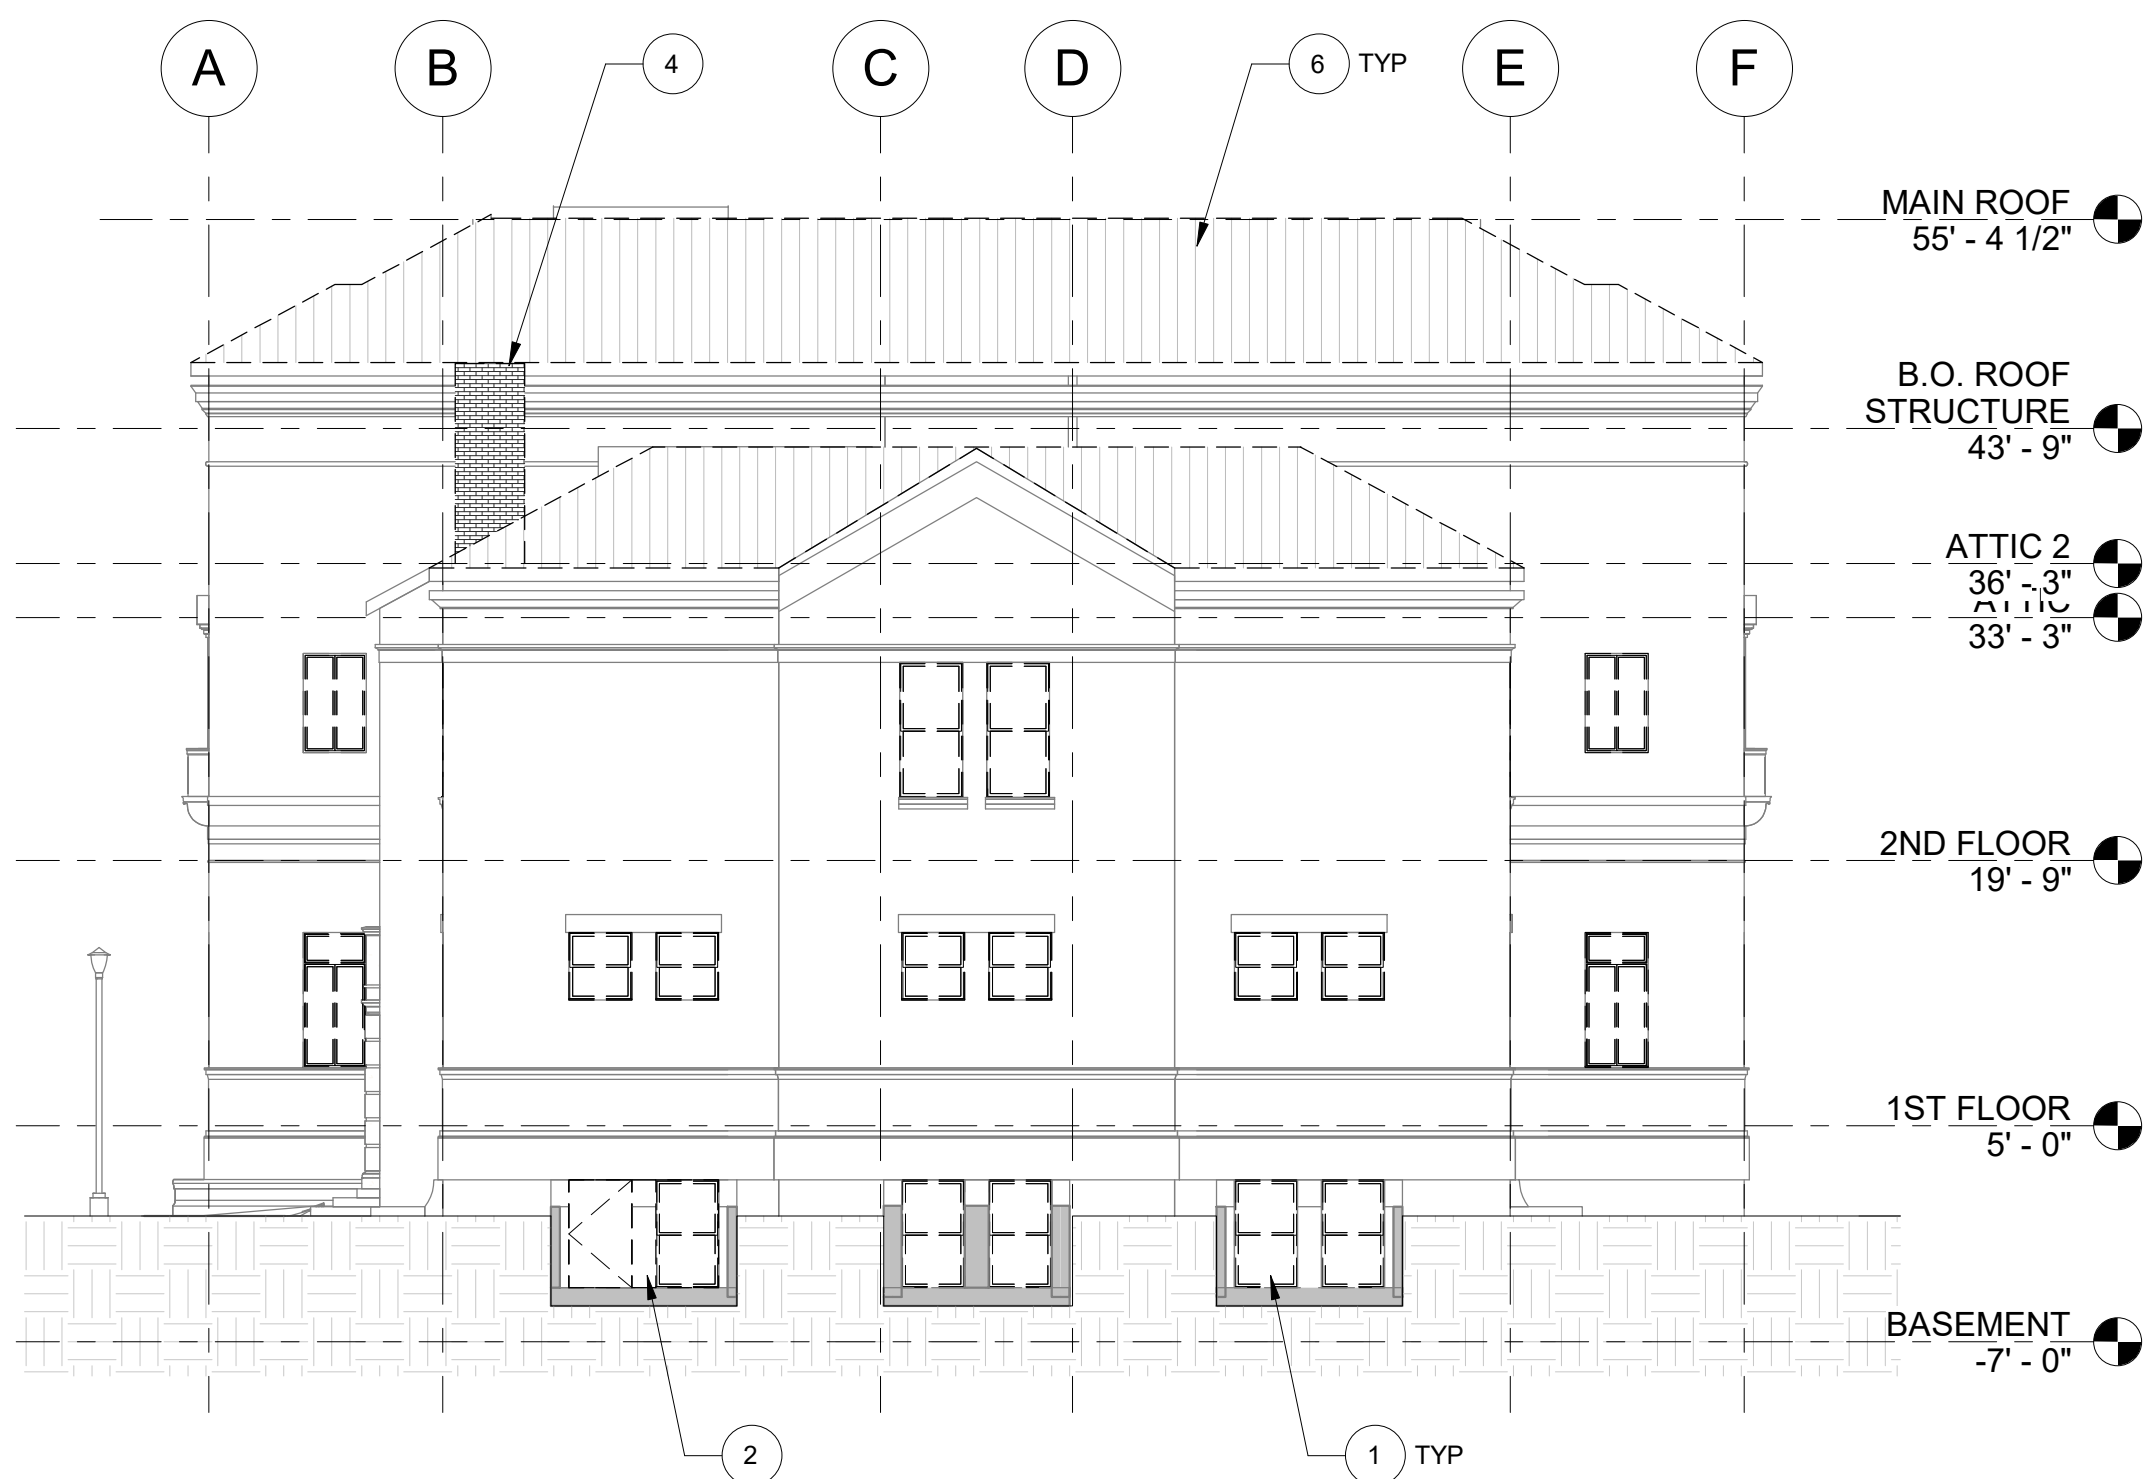 A B C D E F
4
6 TYP
MAIN ROOF
55' - 4 1/2"
B.O. ROOF
STRUCTURE
43' - 9"
ATTIC 2
36' - 3"
ATTIC
33' - 3"
2ND FLOOR
19' - 9"
1ST FLOOR
5' - 0"
BASEMENT
-7' - 0"
2
1 TYP